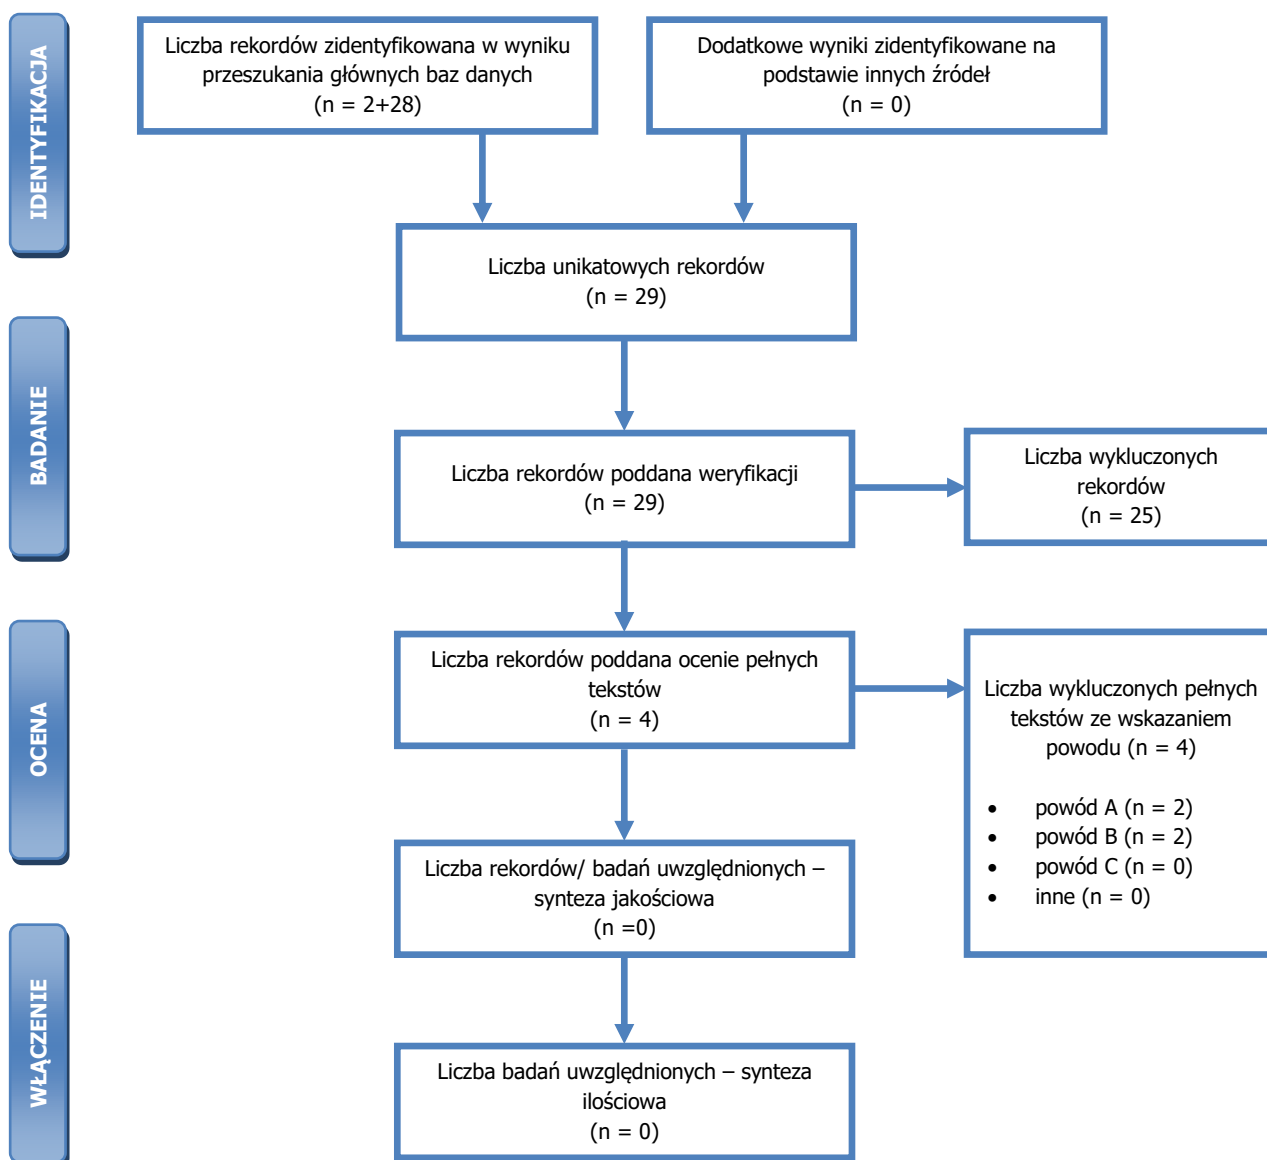 IDENTYFIKACJA
Liczba rekordów zidentyfikowana w wyniku
przeszukania głównych baz danych
(n = 2+28)
Dodatkowe wyniki zidentyfikowane na
podstawie innych źródeł
(n = 0)
Liczba unikatowych rekordów
(n = 29)
BADANIE
Liczba rekordów poddana weryfikacji
(n = 29)
Liczba wykluczonych
rekordów
(n = 25)
OCENA
Liczba rekordów poddana ocenie pełnych
tekstów
(n = 4)
Liczba wykluczonych pełnych
tekstów ze wskazaniem
powodu (n = 4)
• powód A (n = 2)
• powód B (n = 2)
• powód C (n = 0)
• inne (n = 0)
Liczba rekordów/ badań uwzględnionych –
synteza jakościowa
(n =0)
WŁĄCZENIE
Liczba badań uwzględnionych – synteza
ilościowa
(n = 0)